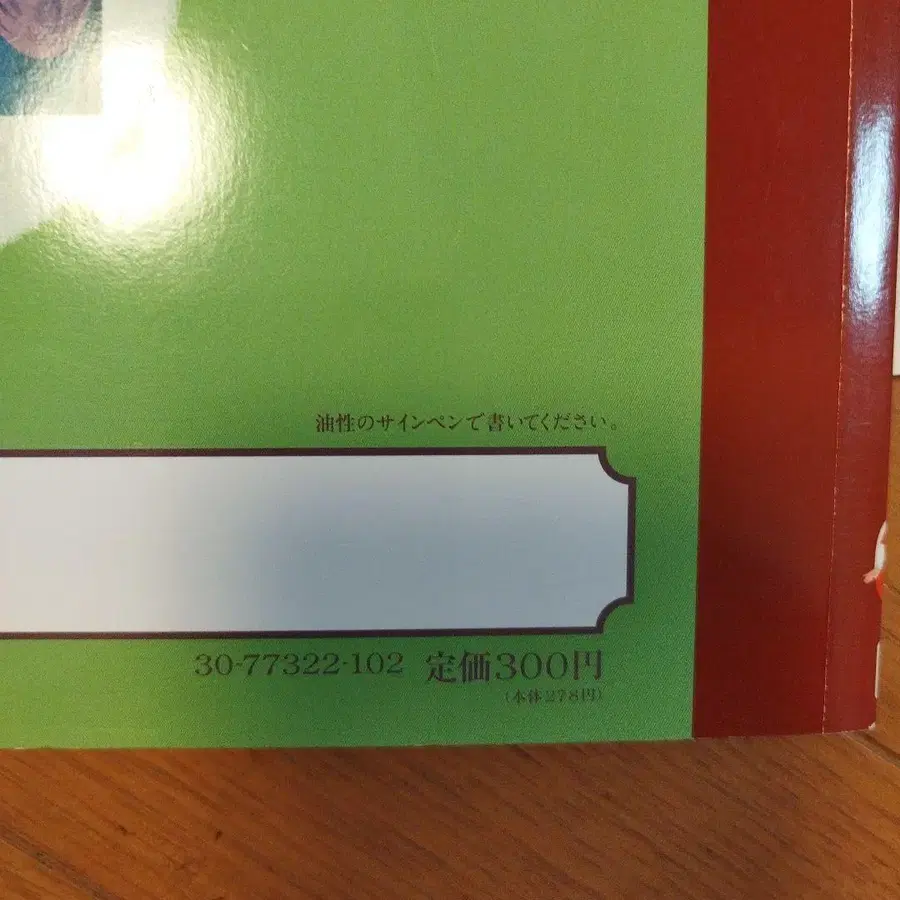 油性のサインペンで書いてください。
30-77322-102 定価300円
(本体278円)